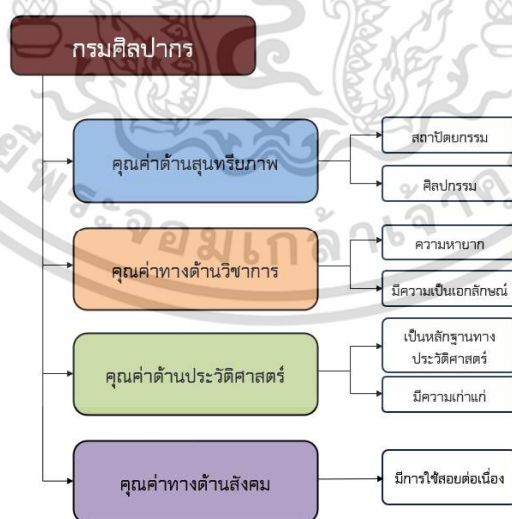 กรมศิลปากร
คุณค่าด้านสุนทรียภาพ
สถาปัตยกรรม
ศิลปกรรม
คุณค่าทางด้านวิชาการ
ความหายาก
มีความเป็นเอกลักษณ์
คุณค่าด้านประวัติศาสตร์
เป็นหลักฐานทาง
ประวัติศาสตร์
มีความเก่าแก่
คุณค่าทางด้านสังคม
มีการใช้สอยต่อเนื่อง